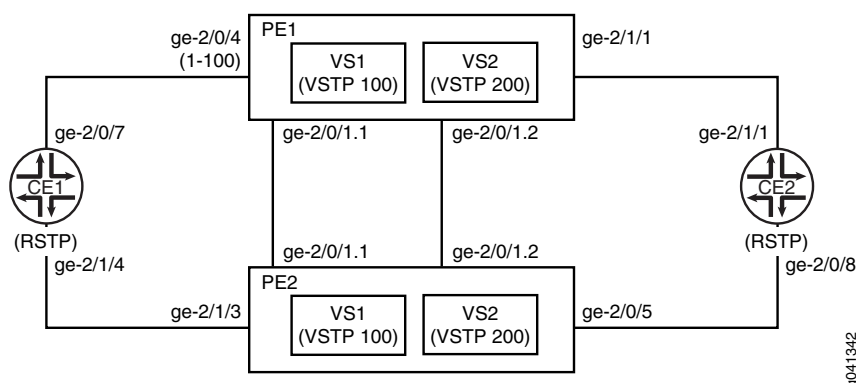 PE1
ge-2/0/4
(1-100)
VS1
(VSTP 100)
VS2
(VSTP 200)
ge-2/1/1
ge-2/0/7
ge-2/0/1.1
ge-2/0/1.2
ge-2/1/1
CE1
CE2
(RSTP)
(RSTP)
ge-2/1/4
ge-2/0/1.1
ge-2/0/1.2
ge-2/0/8
PE2
ge-2/1/3
VS1
(VSTP 100)
VS2
(VSTP 200)
ge-2/0/5
g041342